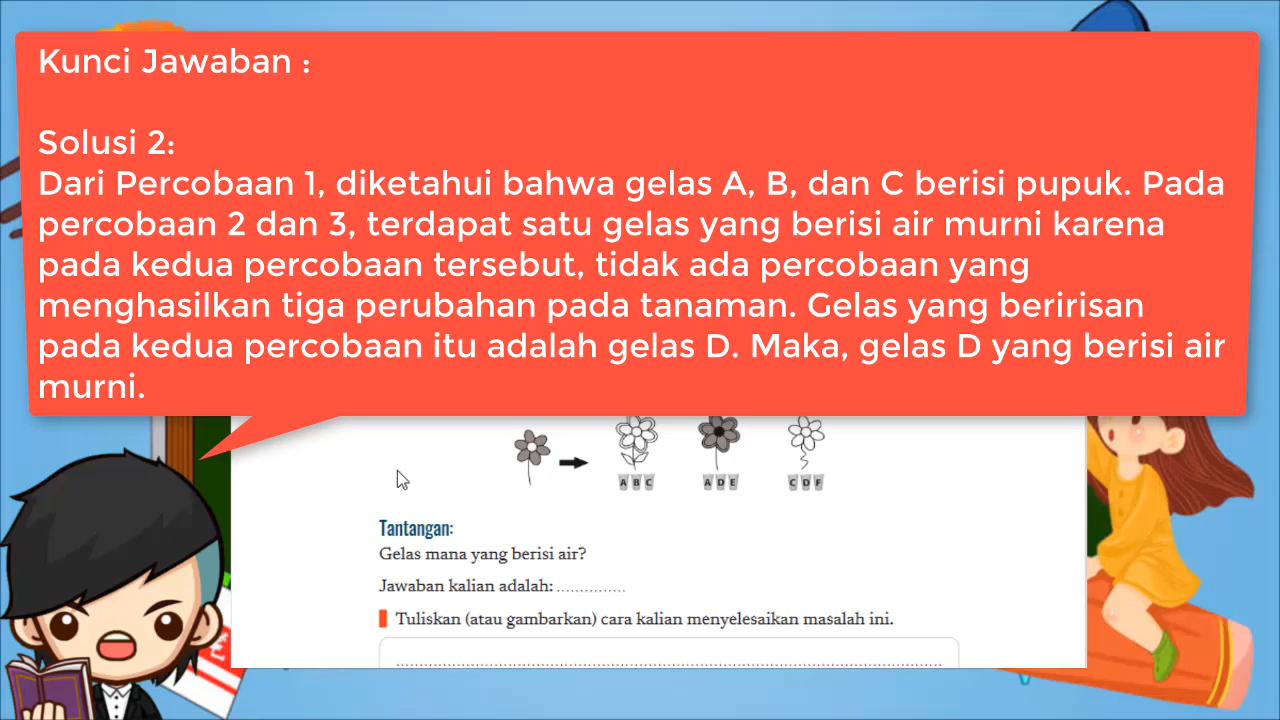 Kunci Jawaban :
Solusi 2:
Dari Percobaan 1, diketahui bahwa gelas A, B, dan C berisi pupuk. Pada
percobaan 2 dan 3, terdapat satu gelas yang berisi air murni karena
pada kedua percobaan tersebut, tidak ada percobaan yang
menghasilkan tiga perubahan pada tanaman. Gelas yang beririsan
pada kedua percobaan itu adalah gelas D. Maka, gelas D yang berisi air
murni.
A B C A D E C D F
Tantangan:
Gelas mana yang berisi air?
Jawaban kalian adalah: ...............
Tuliskan (atau gambarkan) cara kalian menyelesaikan masalah ini.